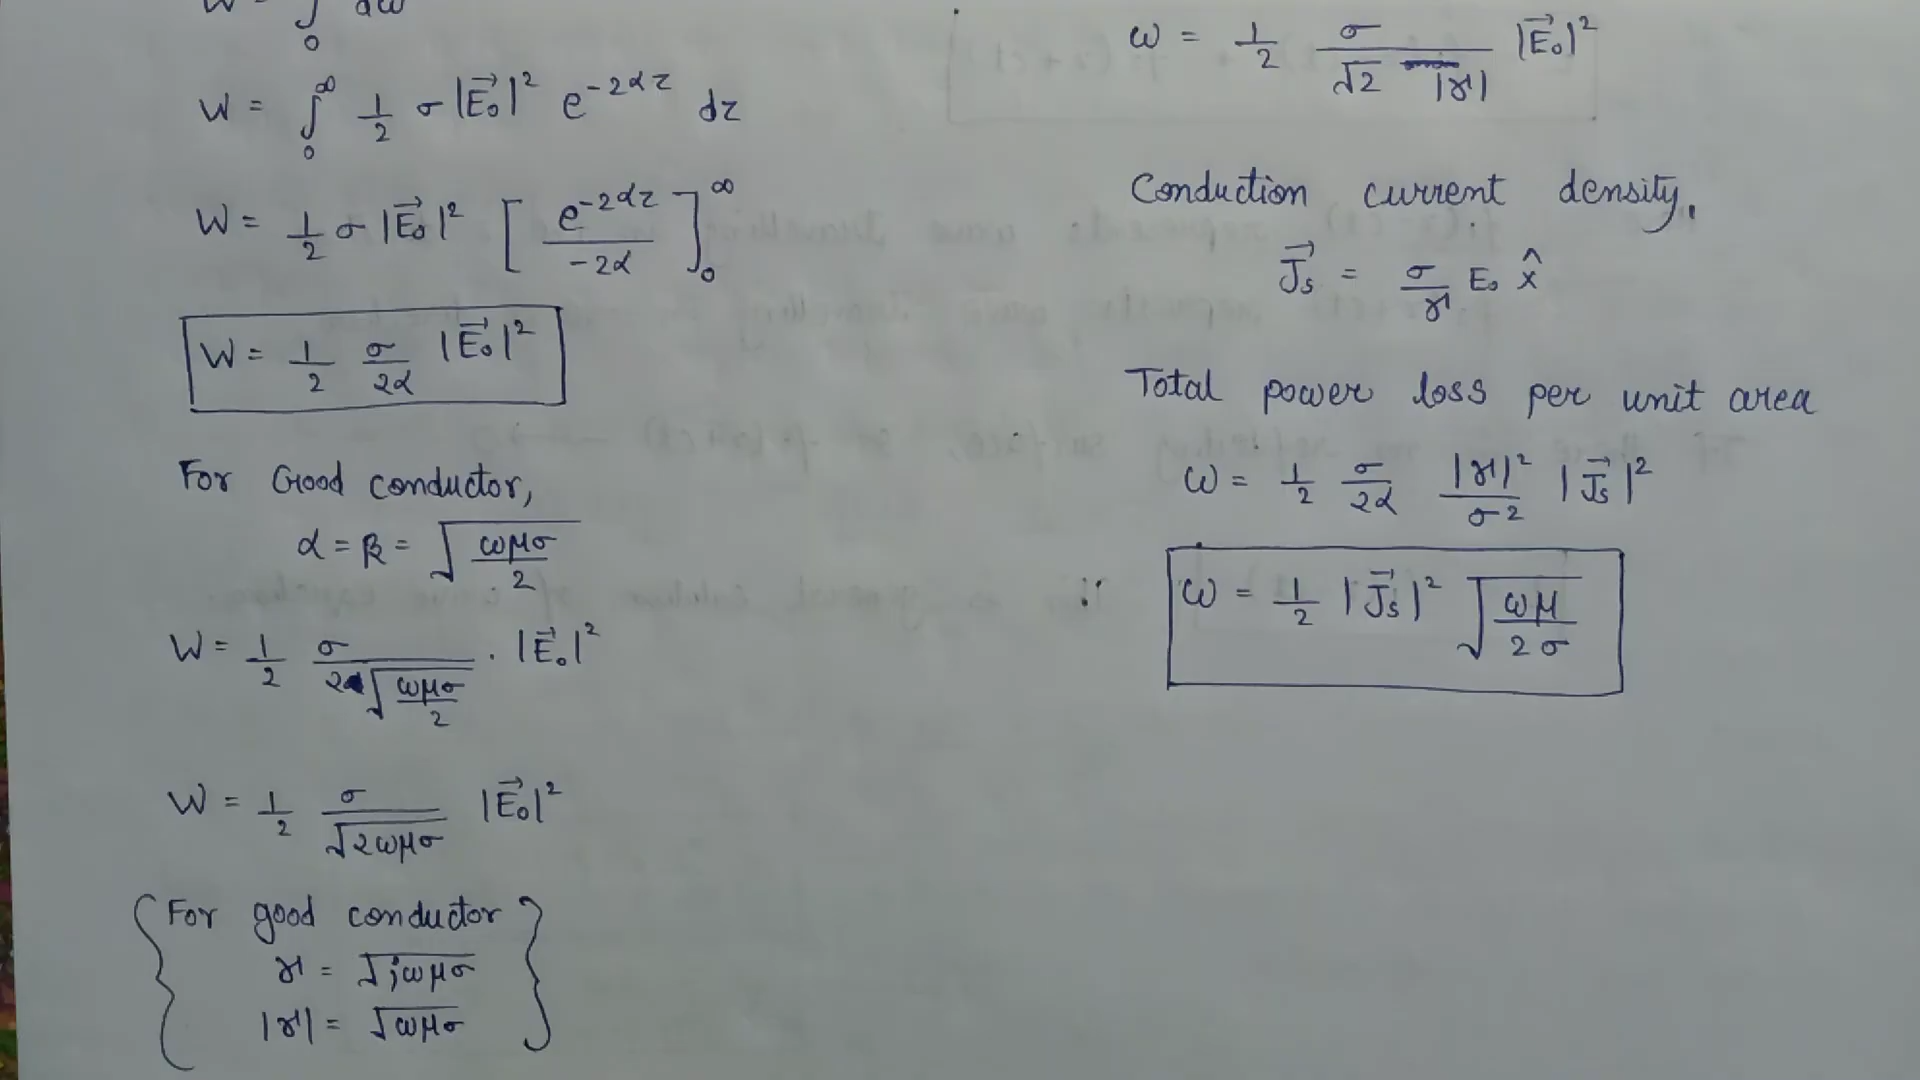 W = ∫₀ dW
W = ∫₀^∞ 1/2 σ |E⃗₀|² e^(-2αz) dz
W = 1/2 σ |E⃗₀|² [ e^(-2αz) / -2α ]₀^∞
W = 1/2 σ/2α |E⃗₀|²
For Good conductor,
α = β = √(ωμσ/2)
W = 1/2 σ/(2√(ωμσ/2)) . |E⃗₀|²
W = 1/2 σ/√(2ωμσ) |E⃗₀|²
{ For good conductor
γ = √(jωμσ)
|γ| = √(ωμσ) }
ω = 1/2 σ/(√2 |γ|) |E⃗₀|²
Conduction current density,
J⃗s = σ/γ E₀ x̂
Total power loss per unit area
ω = 1/2 σ/2α |γ|²/σ² |J⃗s|²
∴ ω = 1/2 |J⃗s|² √(ωμ/2σ)